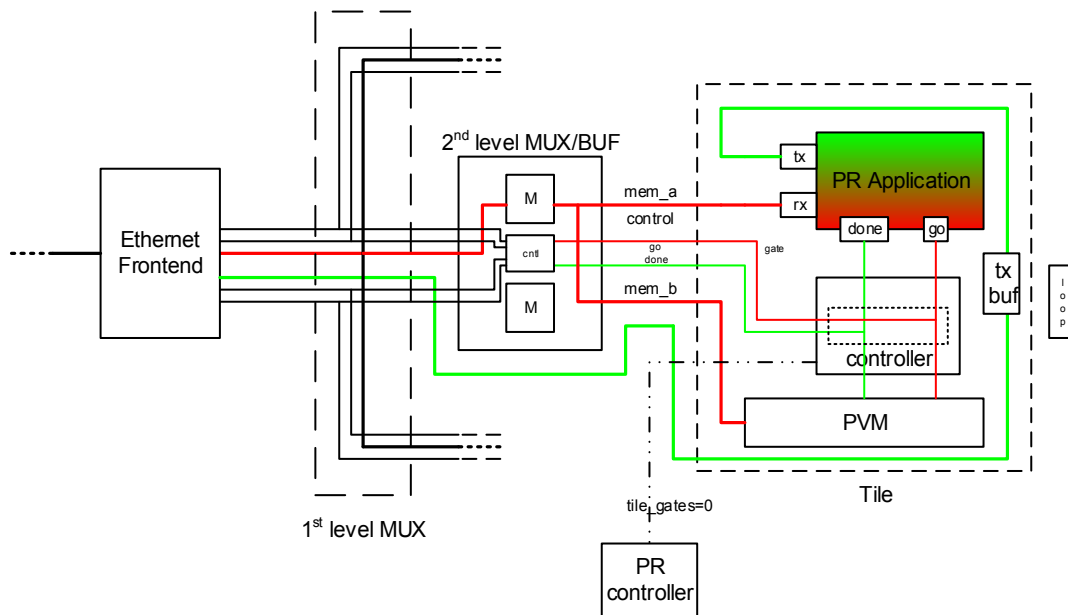 2nd level MUX/BUF
Ethernet
Frontend
M
cntl
M
mem_a
control
go
done
gate
mem_b
tx
rx
PR Application
done
go
tx
buf
l
o
o
p
controller
PVM
Tile
1st level MUX
tile_gates=0
PR
controller